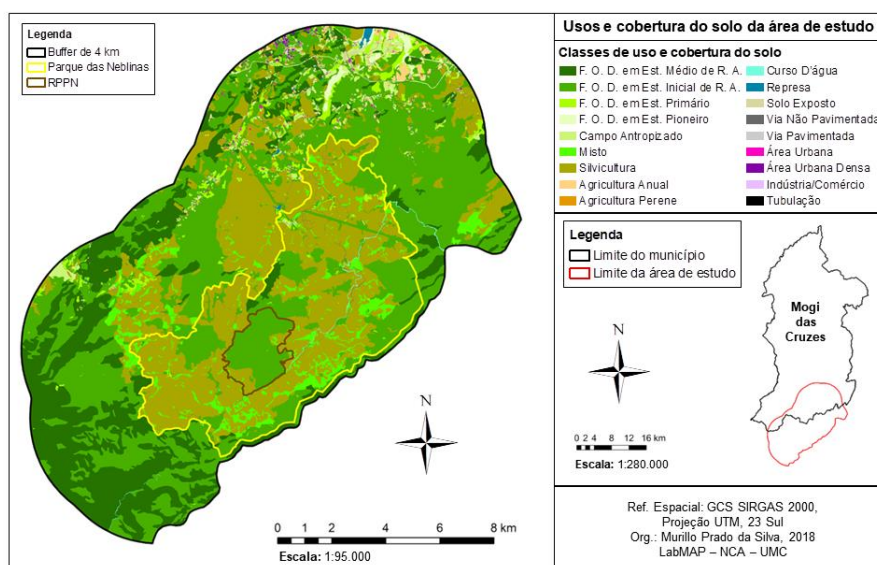 Legenda
Buffer de 4 km
Parque das Neblinas
RPPN
N
0 2 4 8 km
Escala: 1:95.000
Usos e cobertura do solo da área de estudo
Classes de uso e cobertura do solo
F. O. D. em Est. Médio de R. A.
F. O. D. em Est. Inicial de R. A.
F. O. D. em Est. Primário
F. O. D. em Est. Pioneiro
Campo Antropizado
Misto
Silvicultura
Agricultura Anual
Agricultura Perene
Curso D'água
Represa
Solo Exposto
Via Não Pavimentada
Via Pavimentada
Área Urbana
Área Urbana Densa
Indústria/Comércio
Tubulação
Legenda
Limite do município
Limite da área de estudo
Mogi
das
Cruzes
N
0 2 4 8 12 16 km
Escala: 1:280.000
Ref. Espacial: GCS SIRGAS 2000,
Projeção UTM, 23 Sul
Org.: Murillo Prado da Silva, 2018
LabMAP – NCA – UMC